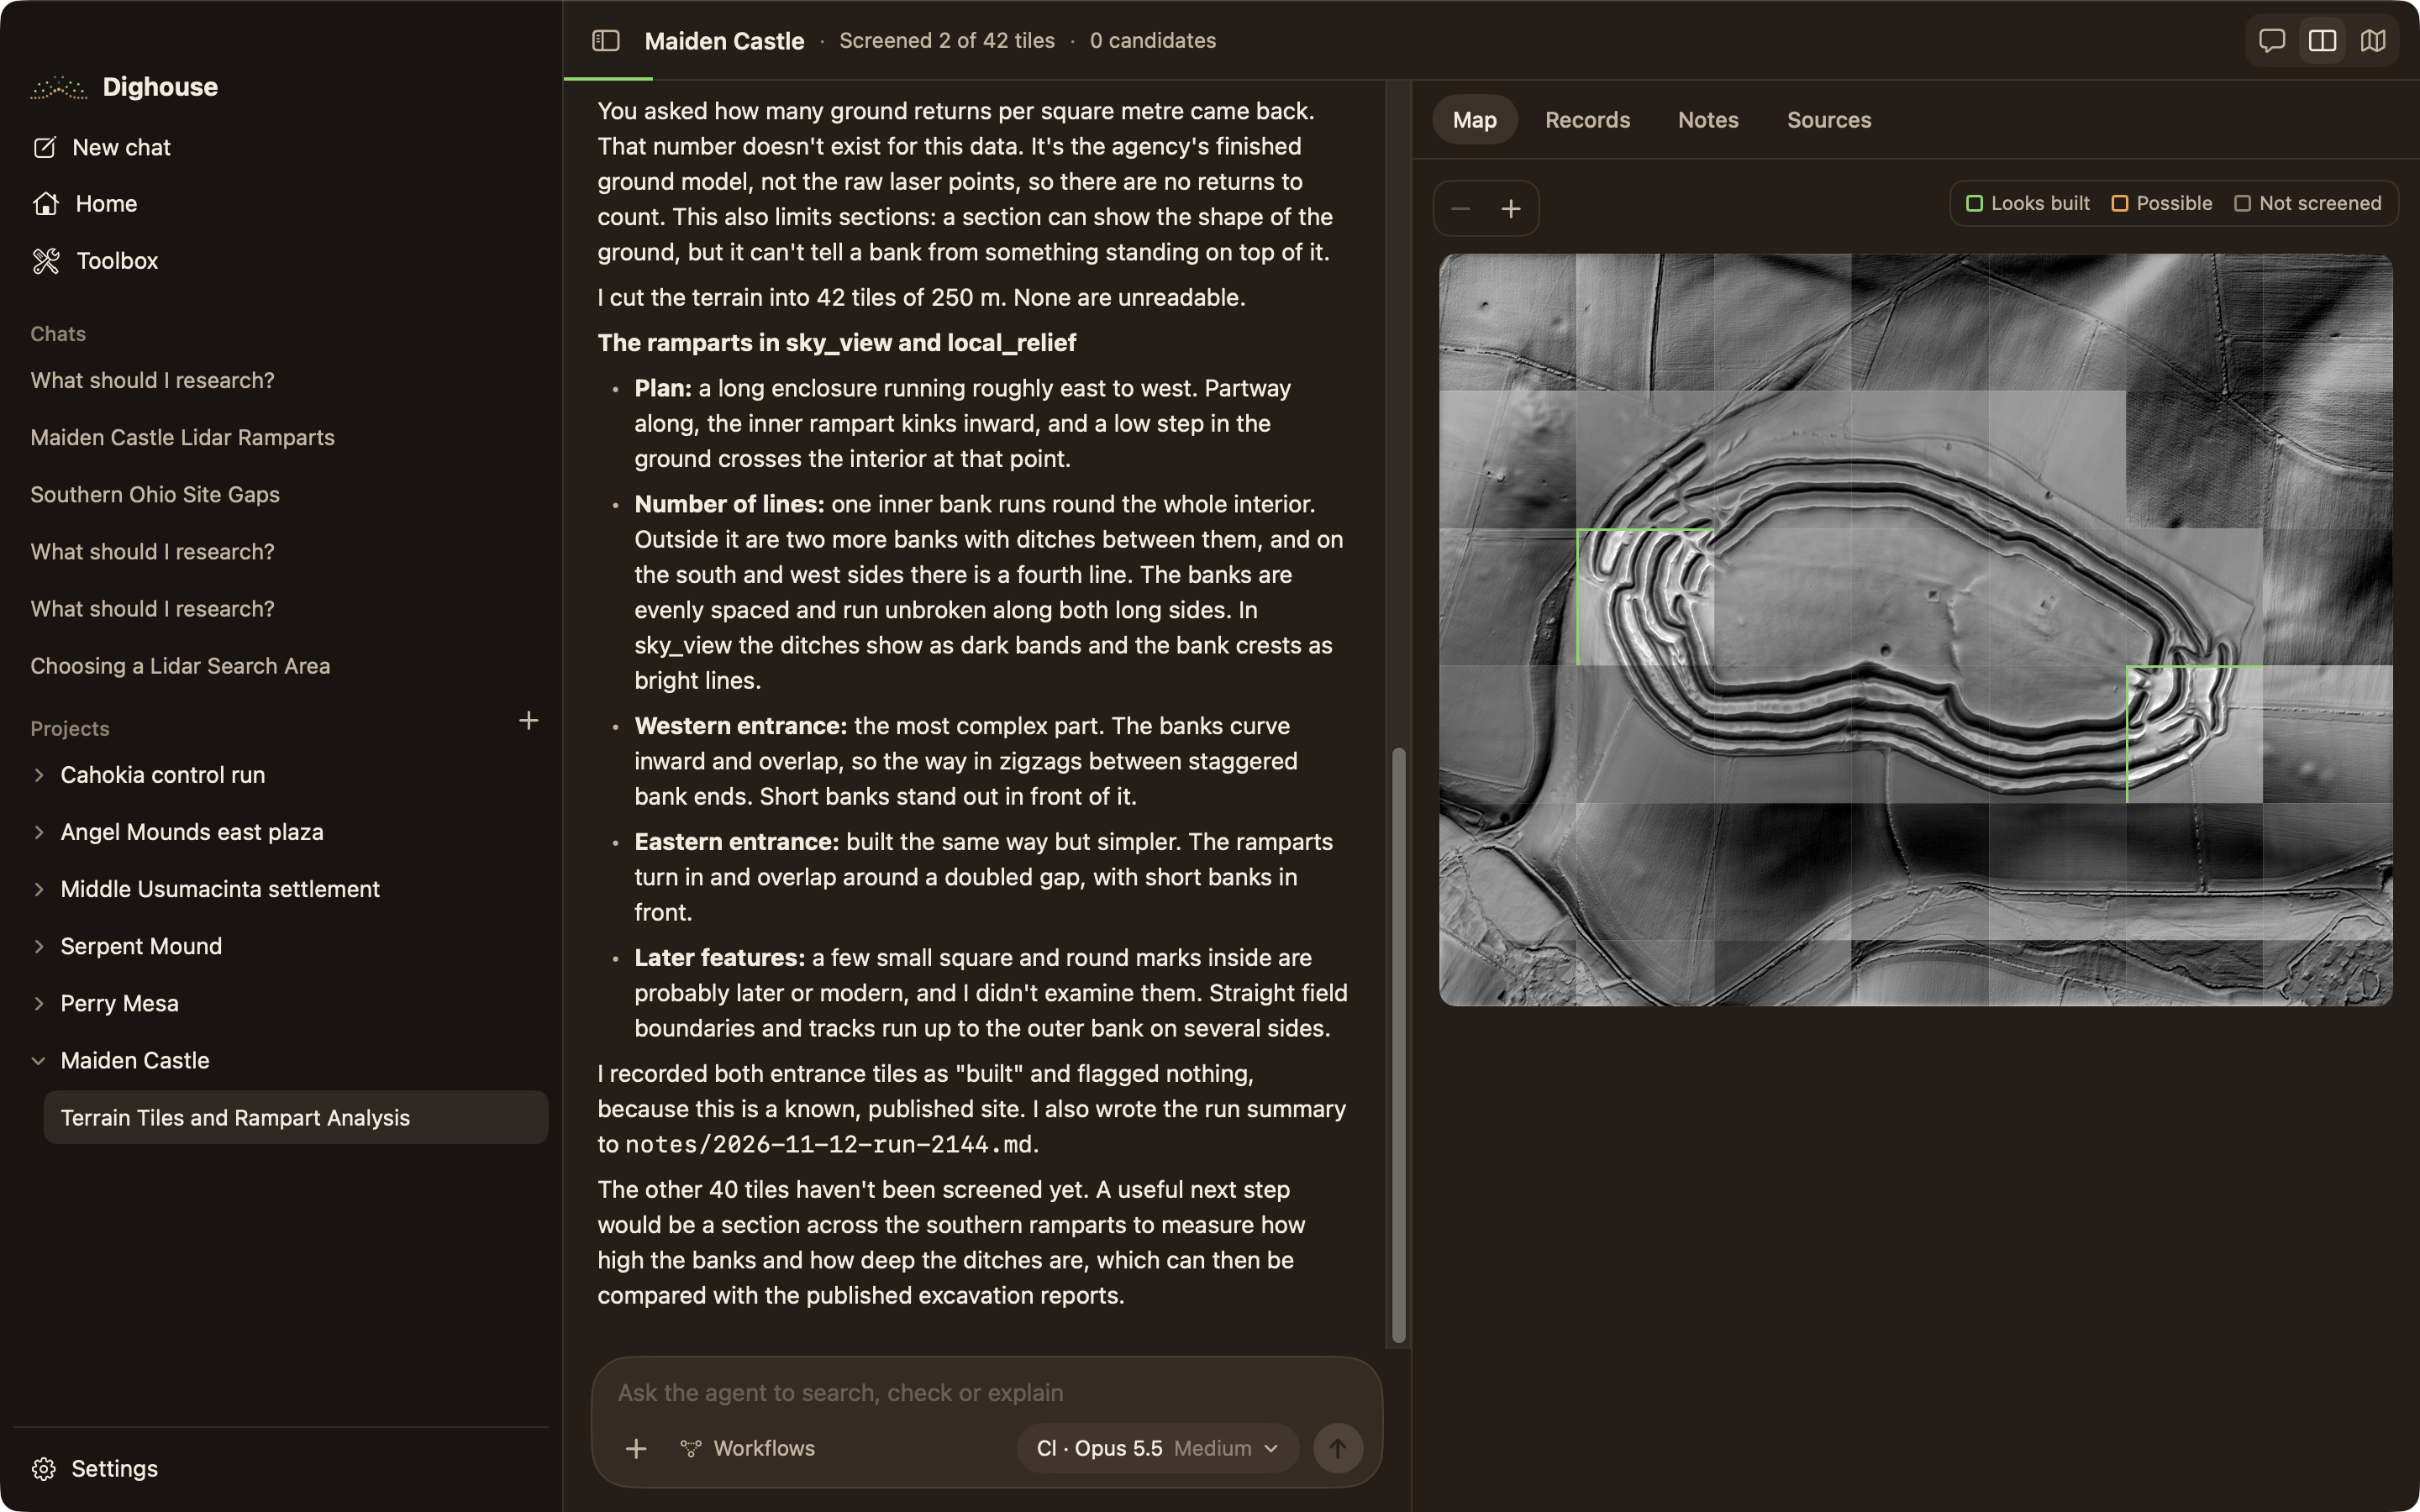 Dighouse
New chat
Home
Toolbox
Chats
What should I research?
Maiden Castle Lidar Ramparts
Southern Ohio Site Gaps
What should I research?
What should I research?
Choosing a Lidar Search Area
Projects
Cahokia control run
Angel Mounds east plaza
Middle Usumacinta settlement
Serpent Mound
Perry Mesa
Maiden Castle
Terrain Tiles and Rampart Analysis
Settings
Maiden Castle · Screened 2 of 42 tiles · 0 candidates
You asked how many ground returns per square metre came back.
That number doesn't exist for this data. It's the agency's finished
ground model, not the raw laser points, so there are no returns to
count. This also limits sections: a section can show the shape of the
ground, but it can't tell a bank from something standing on top of it.
I cut the terrain into 42 tiles of 250 m. None are unreadable.
The ramparts in sky_view and local_relief
• Plan: a long enclosure running roughly east to west. Partway
along, the inner rampart kinks inward, and a low step in the
ground crosses the interior at that point.
• Number of lines: one inner bank runs round the whole interior.
Outside it are two more banks with ditches between them, and on
the south and west sides there is a fourth line. The banks are
evenly spaced and run unbroken along both long sides. In
sky_view the ditches show as dark bands and the bank crests as
bright lines.
• Western entrance: the most complex part. The banks curve
inward and overlap, so the way in zigzags between staggered
bank ends. Short banks stand out in front of it.
• Eastern entrance: built the same way but simpler. The ramparts
turn in and overlap around a doubled gap, with short banks in
front.
• Later features: a few small square and round marks inside are
probably later or modern, and I didn't examine them. Straight field
boundaries and tracks run up to the outer bank on several sides.
I recorded both entrance tiles as "built" and flagged nothing,
because this is a known, published site. I also wrote the run summary
to notes/2026-11-12-run-2144.md.
The other 40 tiles haven't been screened yet. A useful next step
would be a section across the southern ramparts to measure how
high the banks and how deep the ditches are, which can then be
compared with the published excavation reports.
Ask the agent to search, check or explain
Workflows
Cl · Opus 5.5 Medium
Map Records Notes Sources
Looks built Possible Not screened